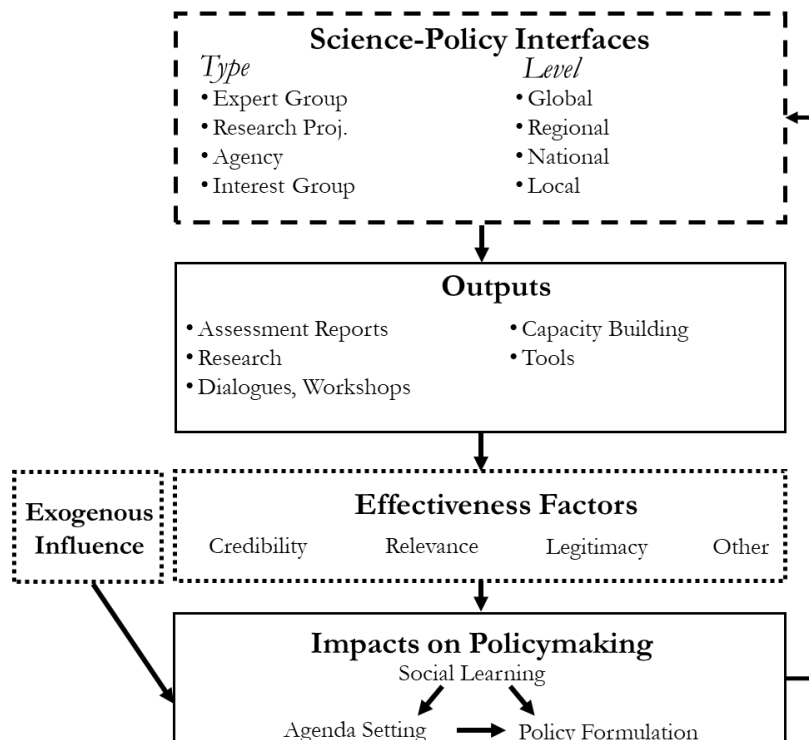 Science-Policy Interfaces
Type
• Expert Group
• Research Proj.
• Agency
• Interest Group
Level
• Global
• Regional
• National
• Local
Outputs
• Assessment Reports
• Research
• Dialogues, Workshops
• Capacity Building
• Tools
Exogenous
Influence
Effectiveness Factors
Credibility Relevance Legitimacy Other
Impacts on Policymaking
Social Learning
Agenda Setting Policy Formulation